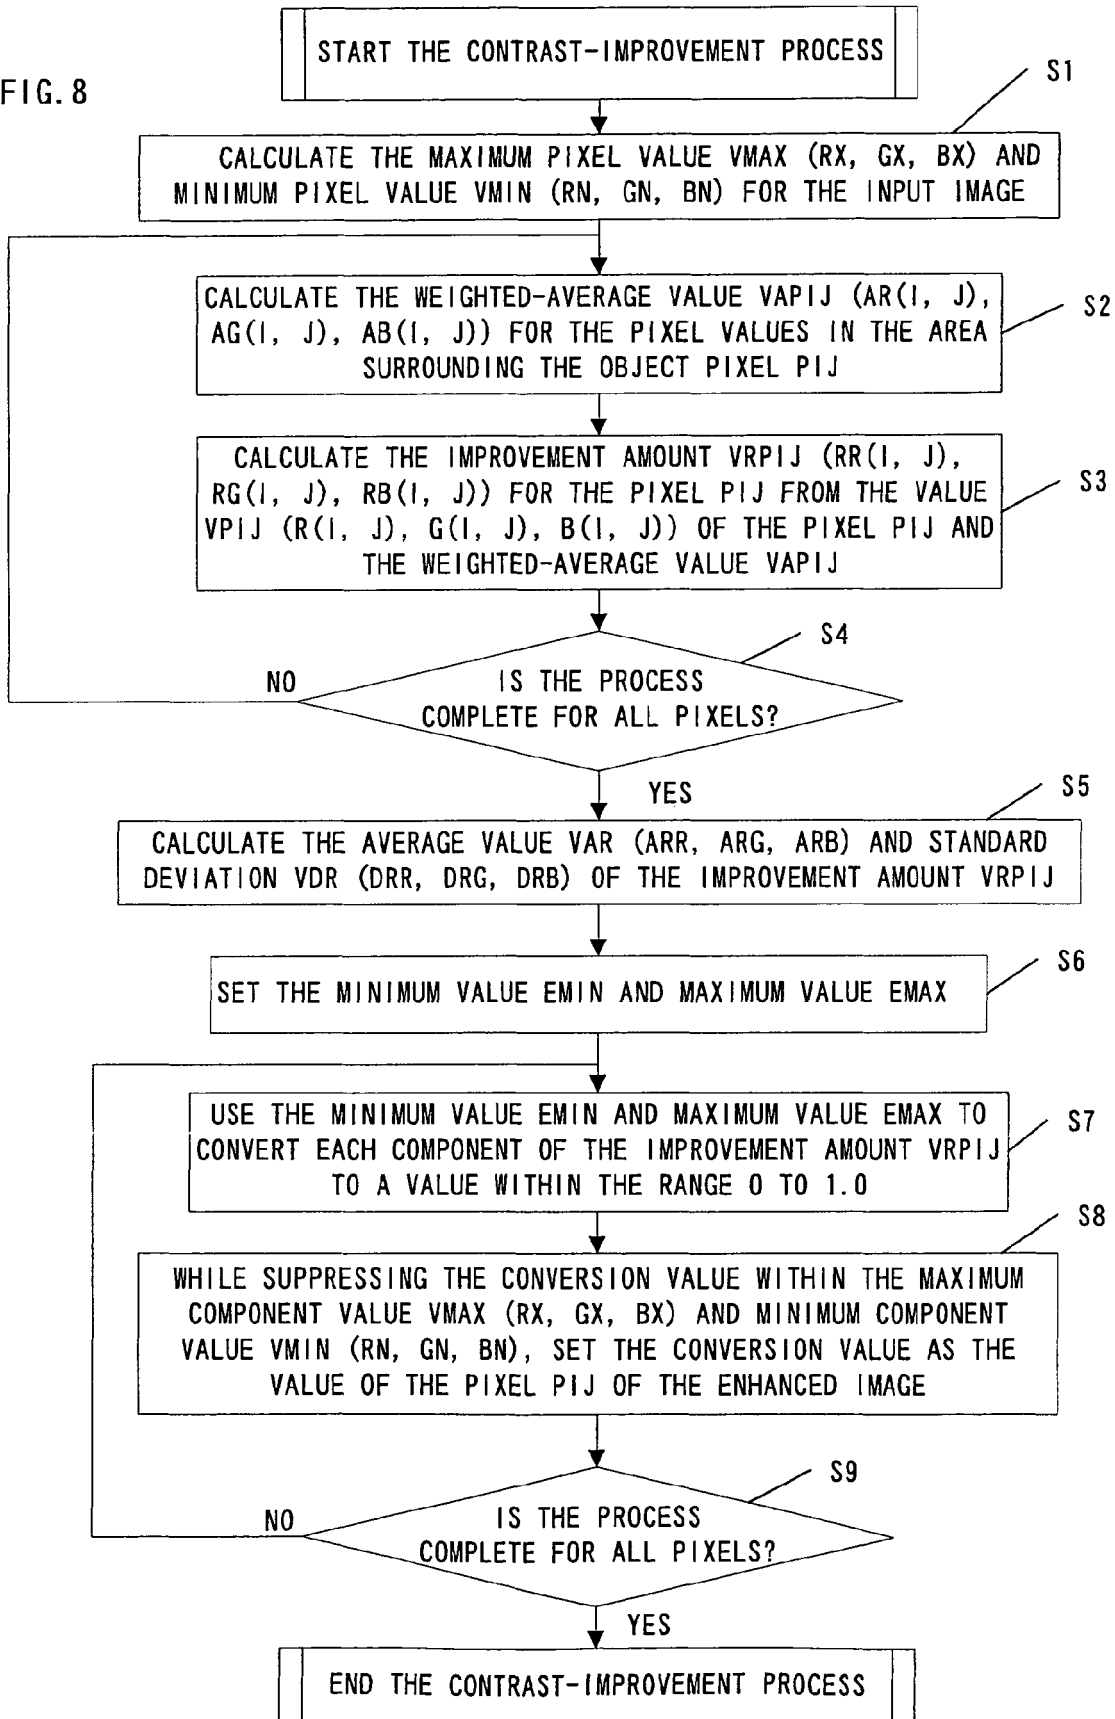 START THE CONTRAST-IMPROVEMENT PROCESS
FIG. 8
S1
CALCULATE THE MAXIMUM PIXEL VALUE VMAX (RX, GX, BX) AND
MINIMUM PIXEL VALUE VMIN (RN, GN, BN) FOR THE INPUT IMAGE
CALCULATE THE WEIGHTED-AVERAGE VALUE VAPIJ (AR(I, J),
AG(I, J), AB(I, J)) FOR THE PIXEL VALUES IN THE AREA
SURROUNDING THE OBJECT PIXEL PIJ
S2
CALCULATE THE IMPROVEMENT AMOUNT VRPIJ (RR(I, J),
RG(I, J), RB(I, J)) FOR THE PIXEL PIJ FROM THE VALUE
VPIJ (R(I, J), G(I, J), B(I, J)) OF THE PIXEL PIJ AND
THE WEIGHTED-AVERAGE VALUE VAPIJ
S3
S4
NO
IS THE PROCESS
COMPLETE FOR ALL PIXELS?
YES
S5
CALCULATE THE AVERAGE VALUE VAR (ARR, ARG, ARB) AND STANDARD
DEVIATION VDR (DRR, DRG, DRB) OF THE IMPROVEMENT AMOUNT VRPIJ
S6
SET THE MINIMUM VALUE EMIN AND MAXIMUM VALUE EMAX
USE THE MINIMUM VALUE EMIN AND MAXIMUM VALUE EMAX TO
CONVERT EACH COMPONENT OF THE IMPROVEMENT AMOUNT VRPIJ
TO A VALUE WITHIN THE RANGE 0 TO 1.0
S7
S8
WHILE SUPPRESSING THE CONVERSION VALUE WITHIN THE MAXIMUM
COMPONENT VALUE VMAX (RX, GX, BX) AND MINIMUM COMPONENT
VALUE VMIN (RN, GN, BN), SET THE CONVERSION VALUE AS THE
VALUE OF THE PIXEL PIJ OF THE ENHANCED IMAGE
S9
NO
IS THE PROCESS
COMPLETE FOR ALL PIXELS?
YES
END THE CONTRAST-IMPROVEMENT PROCESS